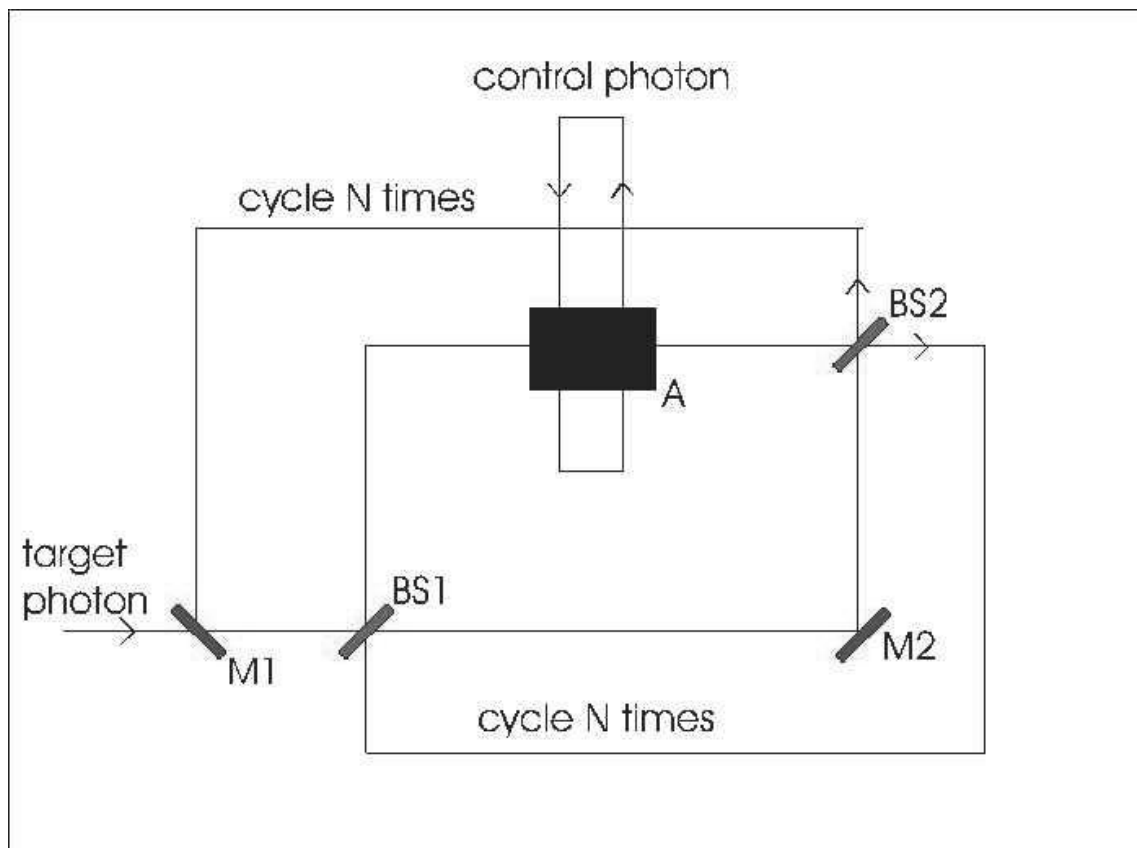 control photon
cycle N times
BS2
A
target
photon
BS1
M1
M2
cycle N times